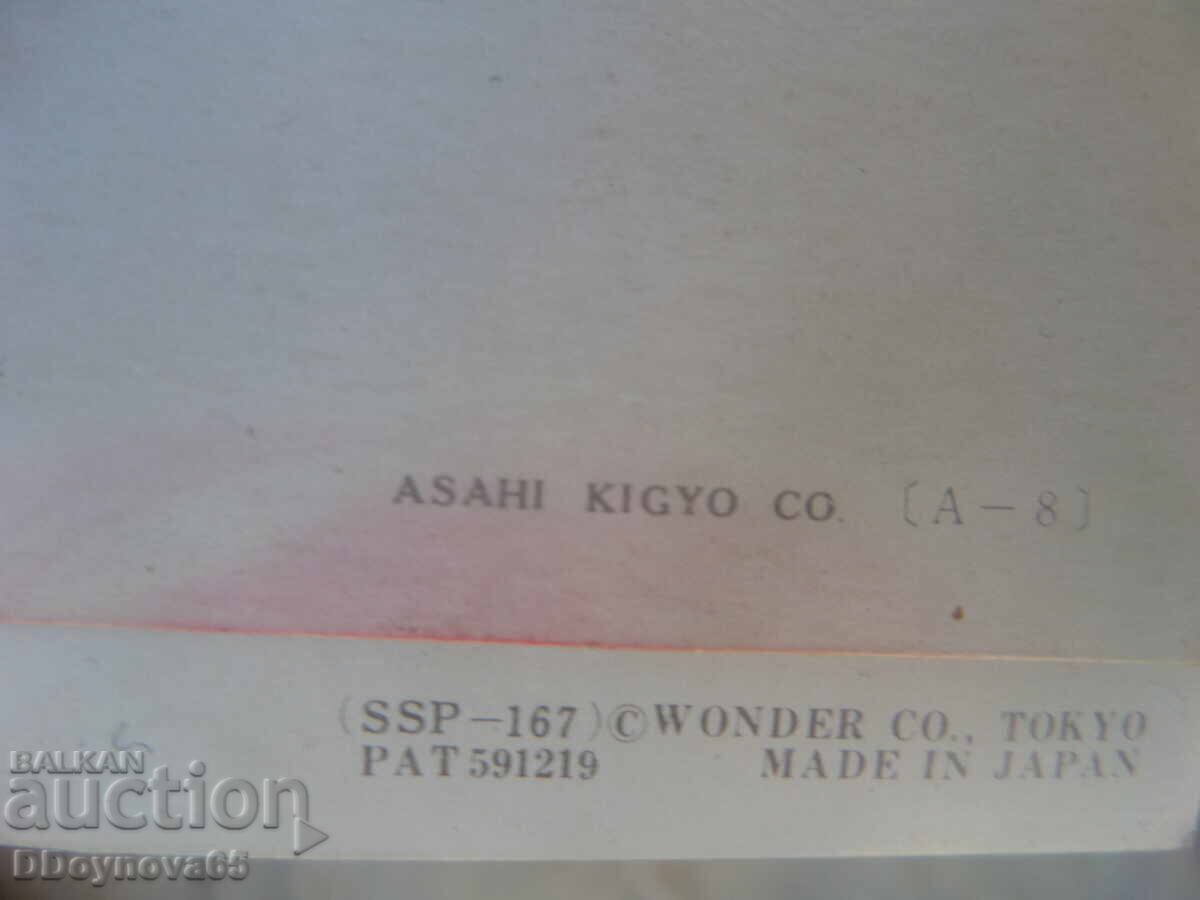 ASAHI KIGYO CO. [A-8]
(SSP-167)©WONDER CO., TOKYO
PAT 591219 MADE IN JAPAN
BALKAN
auction
DDoynova65